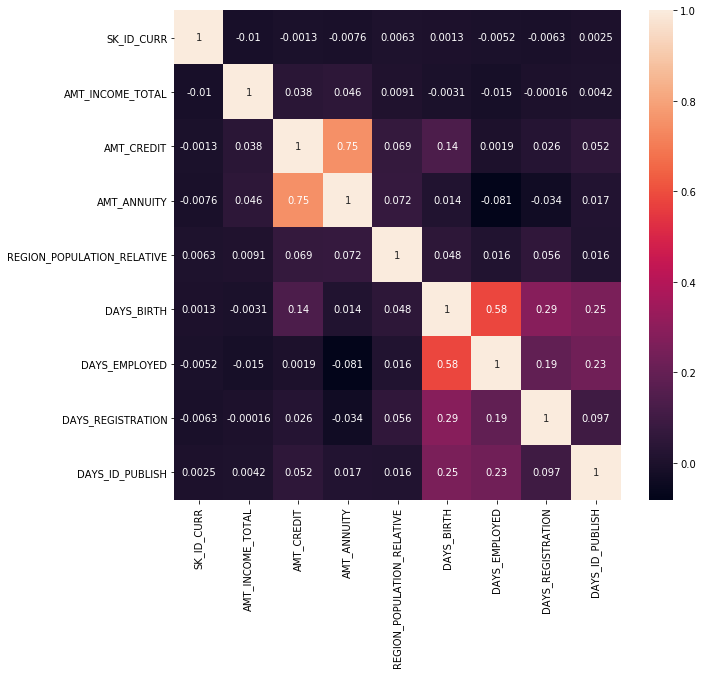 SK_ID_CURR 1 -0.01 -0.0013 -0.0076 0.0063 0.0013 -0.0052 -0.0063 0.0025
AMT_INCOME_TOTAL -0.01 1 0.038 0.046 0.0091 -0.0031 -0.015 -0.00016 0.0042
AMT_CREDIT -0.0013 0.038 1 0.75 0.069 0.14 0.0019 0.026 0.052
AMT_ANNUITY -0.0076 0.046 0.75 1 0.072 0.014 -0.081 -0.034 0.017
REGION_POPULATION_RELATIVE 0.0063 0.0091 0.069 0.072 1 0.048 0.016 0.056 0.016
DAYS_BIRTH 0.0013 -0.0031 0.14 0.014 0.048 1 0.58 0.29 0.25
DAYS_EMPLOYED -0.0052 -0.015 0.0019 -0.081 0.016 0.58 1 0.19 0.23
DAYS_REGISTRATION -0.0063 -0.00016 0.026 -0.034 0.056 0.29 0.19 1 0.097
DAYS_ID_PUBLISH 0.0025 0.0042 0.052 0.017 0.016 0.25 0.23 0.097 1
SK_ID_CURR
AMT_INCOME_TOTAL
AMT_CREDIT
AMT_ANNUITY
REGION_POPULATION_RELATIVE
DAYS_BIRTH
DAYS_EMPLOYED
DAYS_REGISTRATION
DAYS_ID_PUBLISH
1.0
0.8
0.6
0.4
0.2
0.0